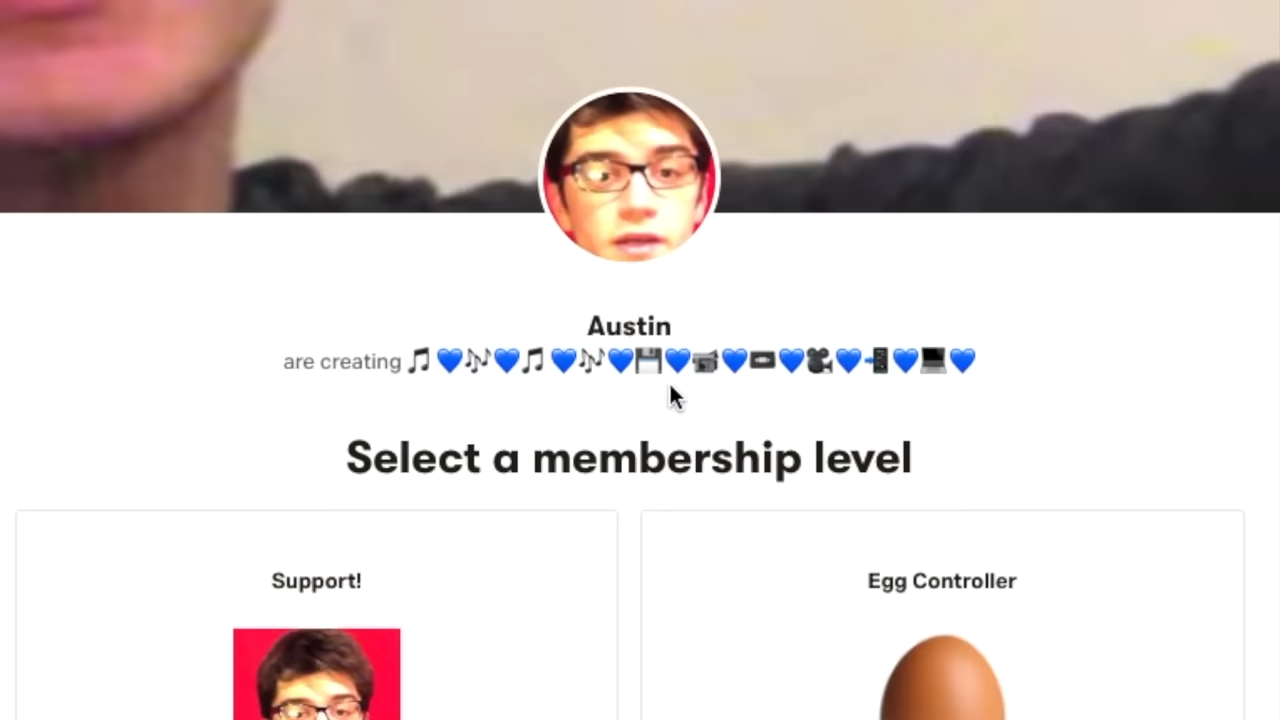 Austin
are creating 🎵 💙🎶💙🎵 💙🎶💙💾💙📹💙📼💙🎥💙📲💙💻💙
Select a membership level
Support!
Egg Controller